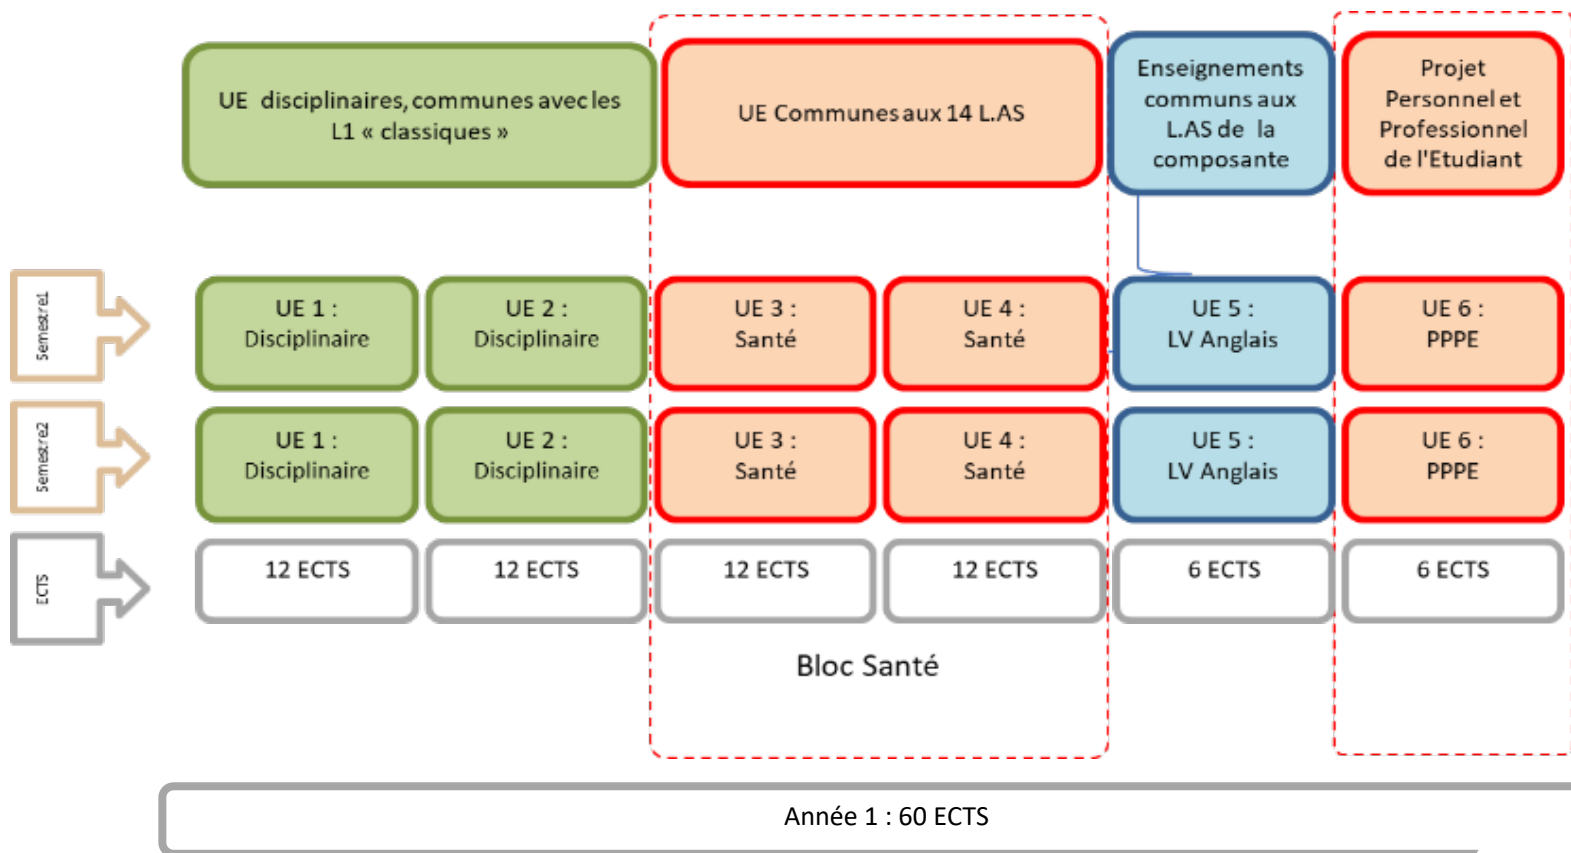 UE disciplinaires, communes avec les
L1 « classiques »
UE Communes aux 14 L.AS
Enseignements
communs aux
L.AS de la
composante
Projet
Personnel et
Professionnel
de l'Etudiant
Semestre1
UE 1 :
Disciplinaire
UE 2 :
Disciplinaire
UE 3 :
Santé
UE 4 :
Santé
UE 5 :
LV Anglais
UE 6 :
PPPE
Semestre2
UE 1 :
Disciplinaire
UE 2 :
Disciplinaire
UE 3 :
Santé
UE 4 :
Santé
UE 5 :
LV Anglais
UE 6 :
PPPE
ECTS
12 ECTS
12 ECTS
12 ECTS
12 ECTS
6 ECTS
6 ECTS
Bloc Santé
Année 1 : 60 ECTS